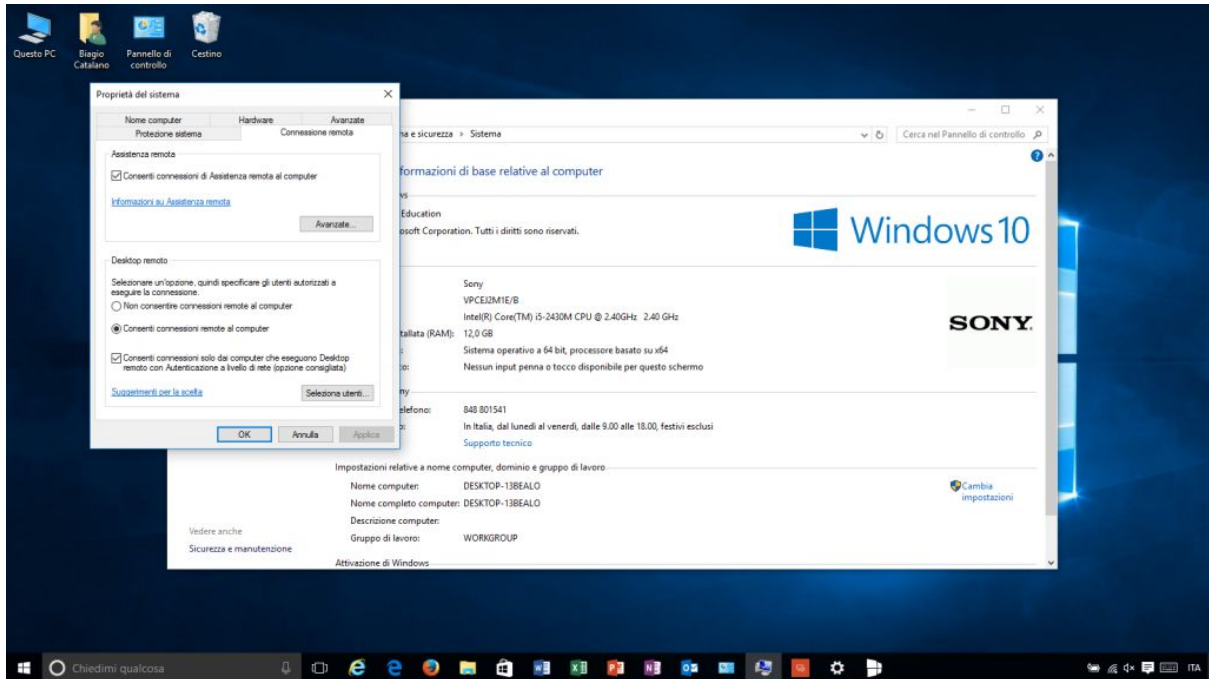 Questo PC
Biagio Catalano
Pannello di controllo
Cestino
Proprietà del sistema
Nome computer
Hardware
Avanzate
Protezione sistema
Connessione remota
Assistenza remota
Consenti connessioni di Assistenza remota al computer
Informazioni su Assistenza remota
Avanzate...
Desktop remoto
Selezionare un'opzione, quindi specificare gli utenti autorizzati a
eseguire la connessione.
Non consentire connessioni remote al computer
Consenti connessioni remote al computer
Consenti connessioni solo dai computer che eseguono Desktop
remoto con Autenticazione a livello di rete (opzione consigliata)
Suggerimenti per la scelta
Seleziona utenti...
OK
Annulla
Applica
e sicurezza
Sistema
Cerca nel Pannello di controllo
di base relative al computer
Education
Tutti i diritti sono riservati.
Windows 10
Sony
VPCEJ2M1E/B
Intel(R) Core(TM) i5-2430M CPU @ 2.40GHz 2.40 GHz
(RAM): 12,0 GB
Sistema operativo a 64 bit, processore basato su x64
Nessun input penna o tocco disponibile per questo schermo
SONY
848 801541
In Italia, dal lunedì al venerdì, dalle 9.00 alle 18.00, festivi esclusi
Supporto tecnico
Impostazioni relative a nome computer, dominio e gruppo di lavoro
Nome computer: DESKTOP-13BEALO
Cambia
impostazioni
Nome completo computer: DESKTOP-13BEALO
Descrizione computer:
Gruppo di lavoro: WORKGROUP
Vedere anche
Sicurezza e manutenzione
Attivazione di Windows
Chiedimi qualcosa
ITA